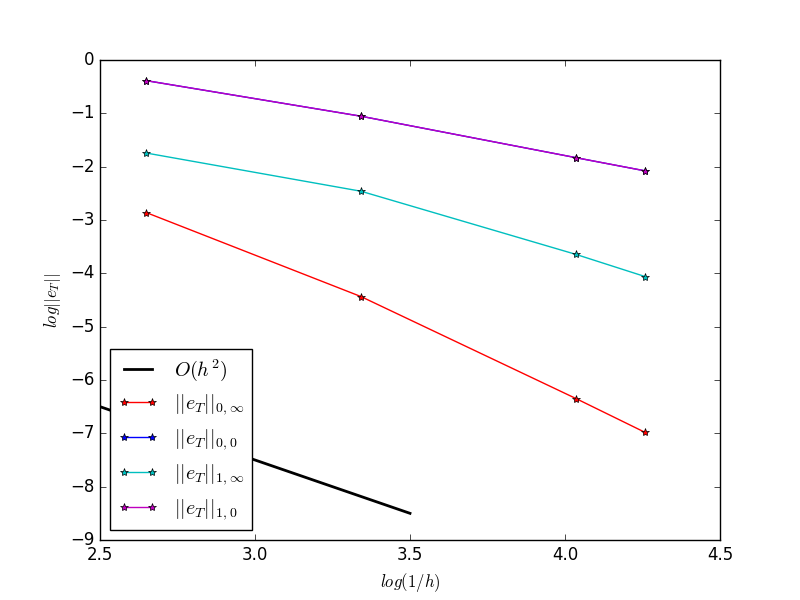 0
−1
−2
−3
−4
−5
−6
−7
−8
−9
log||e_T||
O(h^2)
||e_T||_{0,∞}
||e_T||_{0,0}
||e_T||_{1,∞}
||e_T||_{1,0}
2.5 3.0 3.5 4.0 4.5
log(1/h)